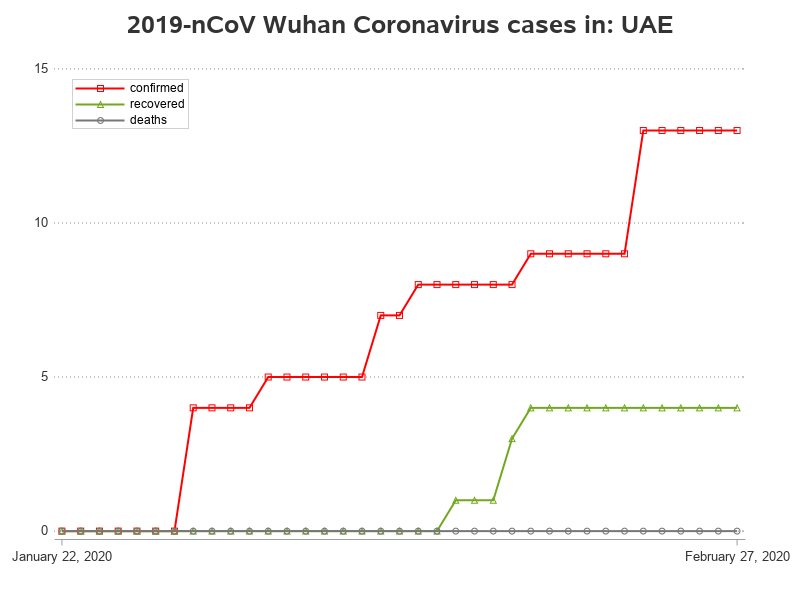 2019-nCoV Wuhan Coronavirus cases in: UAE
15
confirmed
recovered
deaths
10
5
0
January 22, 2020
February 27, 2020